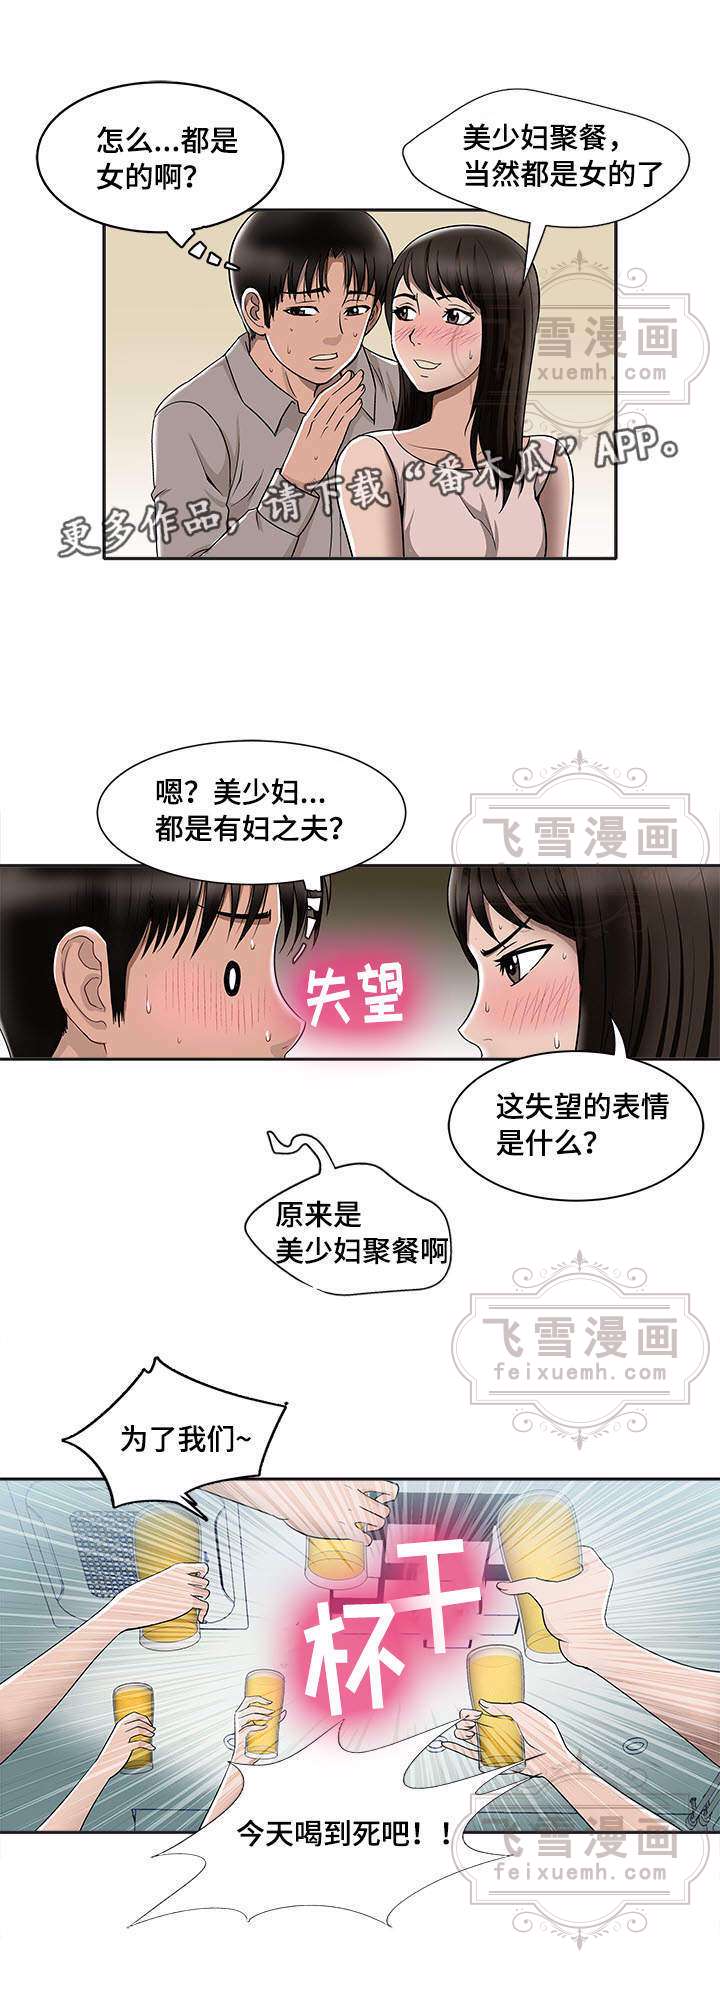 怎么…都是
女的啊？
美少妇聚餐，
当然都是女的了
飞雪漫画
feixuemh.com
更多作品，请下载“番木瓜”APP。
嗯？美少妇…
都是有妇之夫？
飞雪漫画
失望
这失望的表情
是什么？
原来是
美少妇聚餐啊
飞雪漫画
feixuemh.com
为了我们~
干
杯
今天喝到死吧！！
飞雪漫画
feixuemh.com